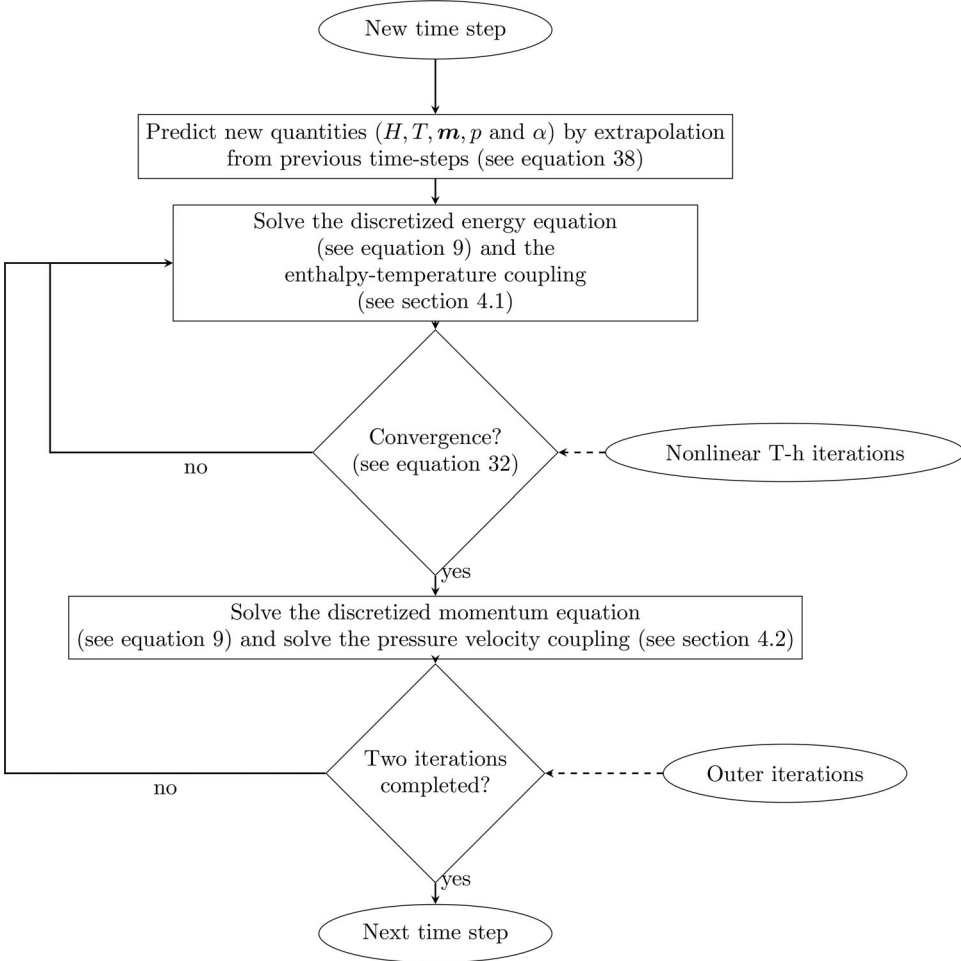 New time step
Predict new quantities (H, T, m, p and α) by extrapolation
from previous time-steps (see equation 38)
Solve the discretized energy equation
(see equation 9) and the
enthalpy-temperature coupling
(see section 4.1)
Convergence?
(see equation 32)
Nonlinear T-h iterations
no
yes
Solve the discretized momentum equation
(see equation 9) and solve the pressure velocity coupling (see section 4.2)
Two iterations
completed?
Outer iterations
no
yes
Next time step